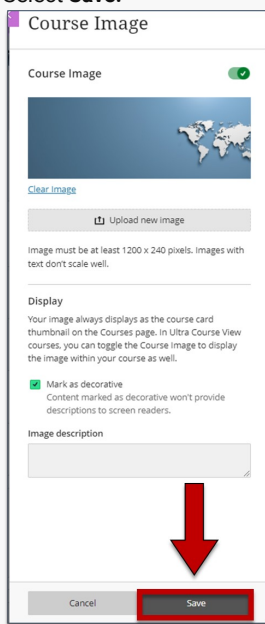 Select Save.
Course Image
Course Image
Clear Image
Upload new image
Image must be at least 1200 x 240 pixels. Images with
text don't scale well.
Display
Your image always displays as the course card
thumbnail on the Courses page. In Ultra Course View
courses, you can toggle the Course Image to display
the image within your course as well.
Mark as decorative
Content marked as decorative won't provide
descriptions to screen readers.
Image description
Cancel
Save